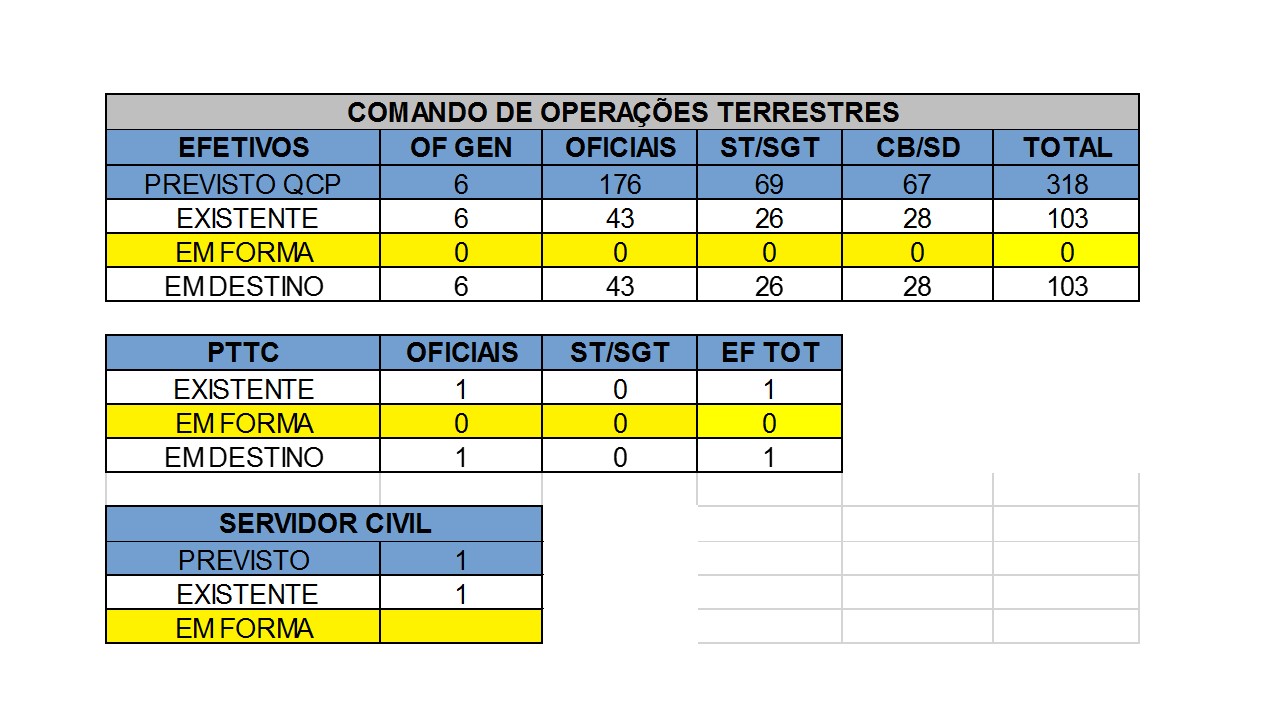 COMANDO DE OPERAÇÕES TERRESTRES
EFETIVOS OF GEN OFICIAIS ST/SGT CB/SD TOTAL
PREVISTO QCP 6 176 69 67 318
EXISTENTE 6 43 26 28 103
EM FORMA 0 0 0 0 0
EM DESTINO 6 43 26 28 103
PTTC OFICIAIS ST/SGT EF TOT
EXISTENTE 1 0 1
EM FORMA 0 0 0
EM DESTINO 1 0 1
SERVIDOR CIVIL
PREVISTO 1
EXISTENTE 1
EM FORMA